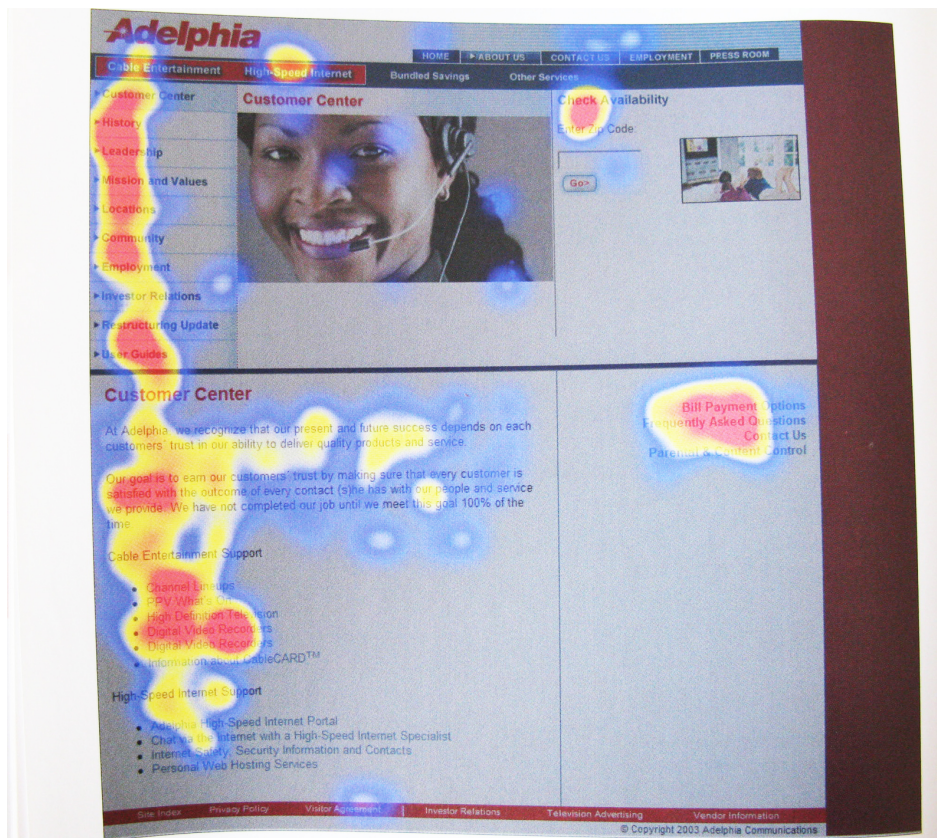 Adelphia
HOME ▸ABOUT US CONTACT US EMPLOYMENT PRESS ROOM
Cable Entertainment High-Speed Internet Bundled Savings Other Services
▸Customer Center
▸History
▸Leadership
▸Mission and Values
▸Locations
▸Community
▸Employment
▸Investor Relations
▸Restructuring Update
▸User Guides
Customer Center
Check Availability
Enter Zip Code:
Go>
Customer Center
At Adelphia, we recognize that our present and future success depends on each
customers' trust in our ability to deliver quality products and service.
Our goal is to earn our customers' trust by making sure that every customer is
satisfied with the outcome of every contact (s)he has with our people and service
we provide. We have not completed our job until we meet this goal 100% of the
time.
Cable Entertainment Support
• Channel Lineups
• PPV What's On
• High Definition Television
• Digital Video Recorders
• Digital Video Recorders
• Information about CableCARD™
High-Speed Internet Support
• Adelphia High-Speed Internet Portal
• Chat via the Internet with a High-Speed Internet Specialist
• Internet Safety, Security Information and Contacts
• Personal Web Hosting Services
Bill Payment Options
Frequently Asked Questions
Contact Us
Parental & Content Control
Site Index Privacy Policy Visitor Agreement | Investor Relations Television Advertising Vendor Information
© Copyright 2003 Adelphia Communications